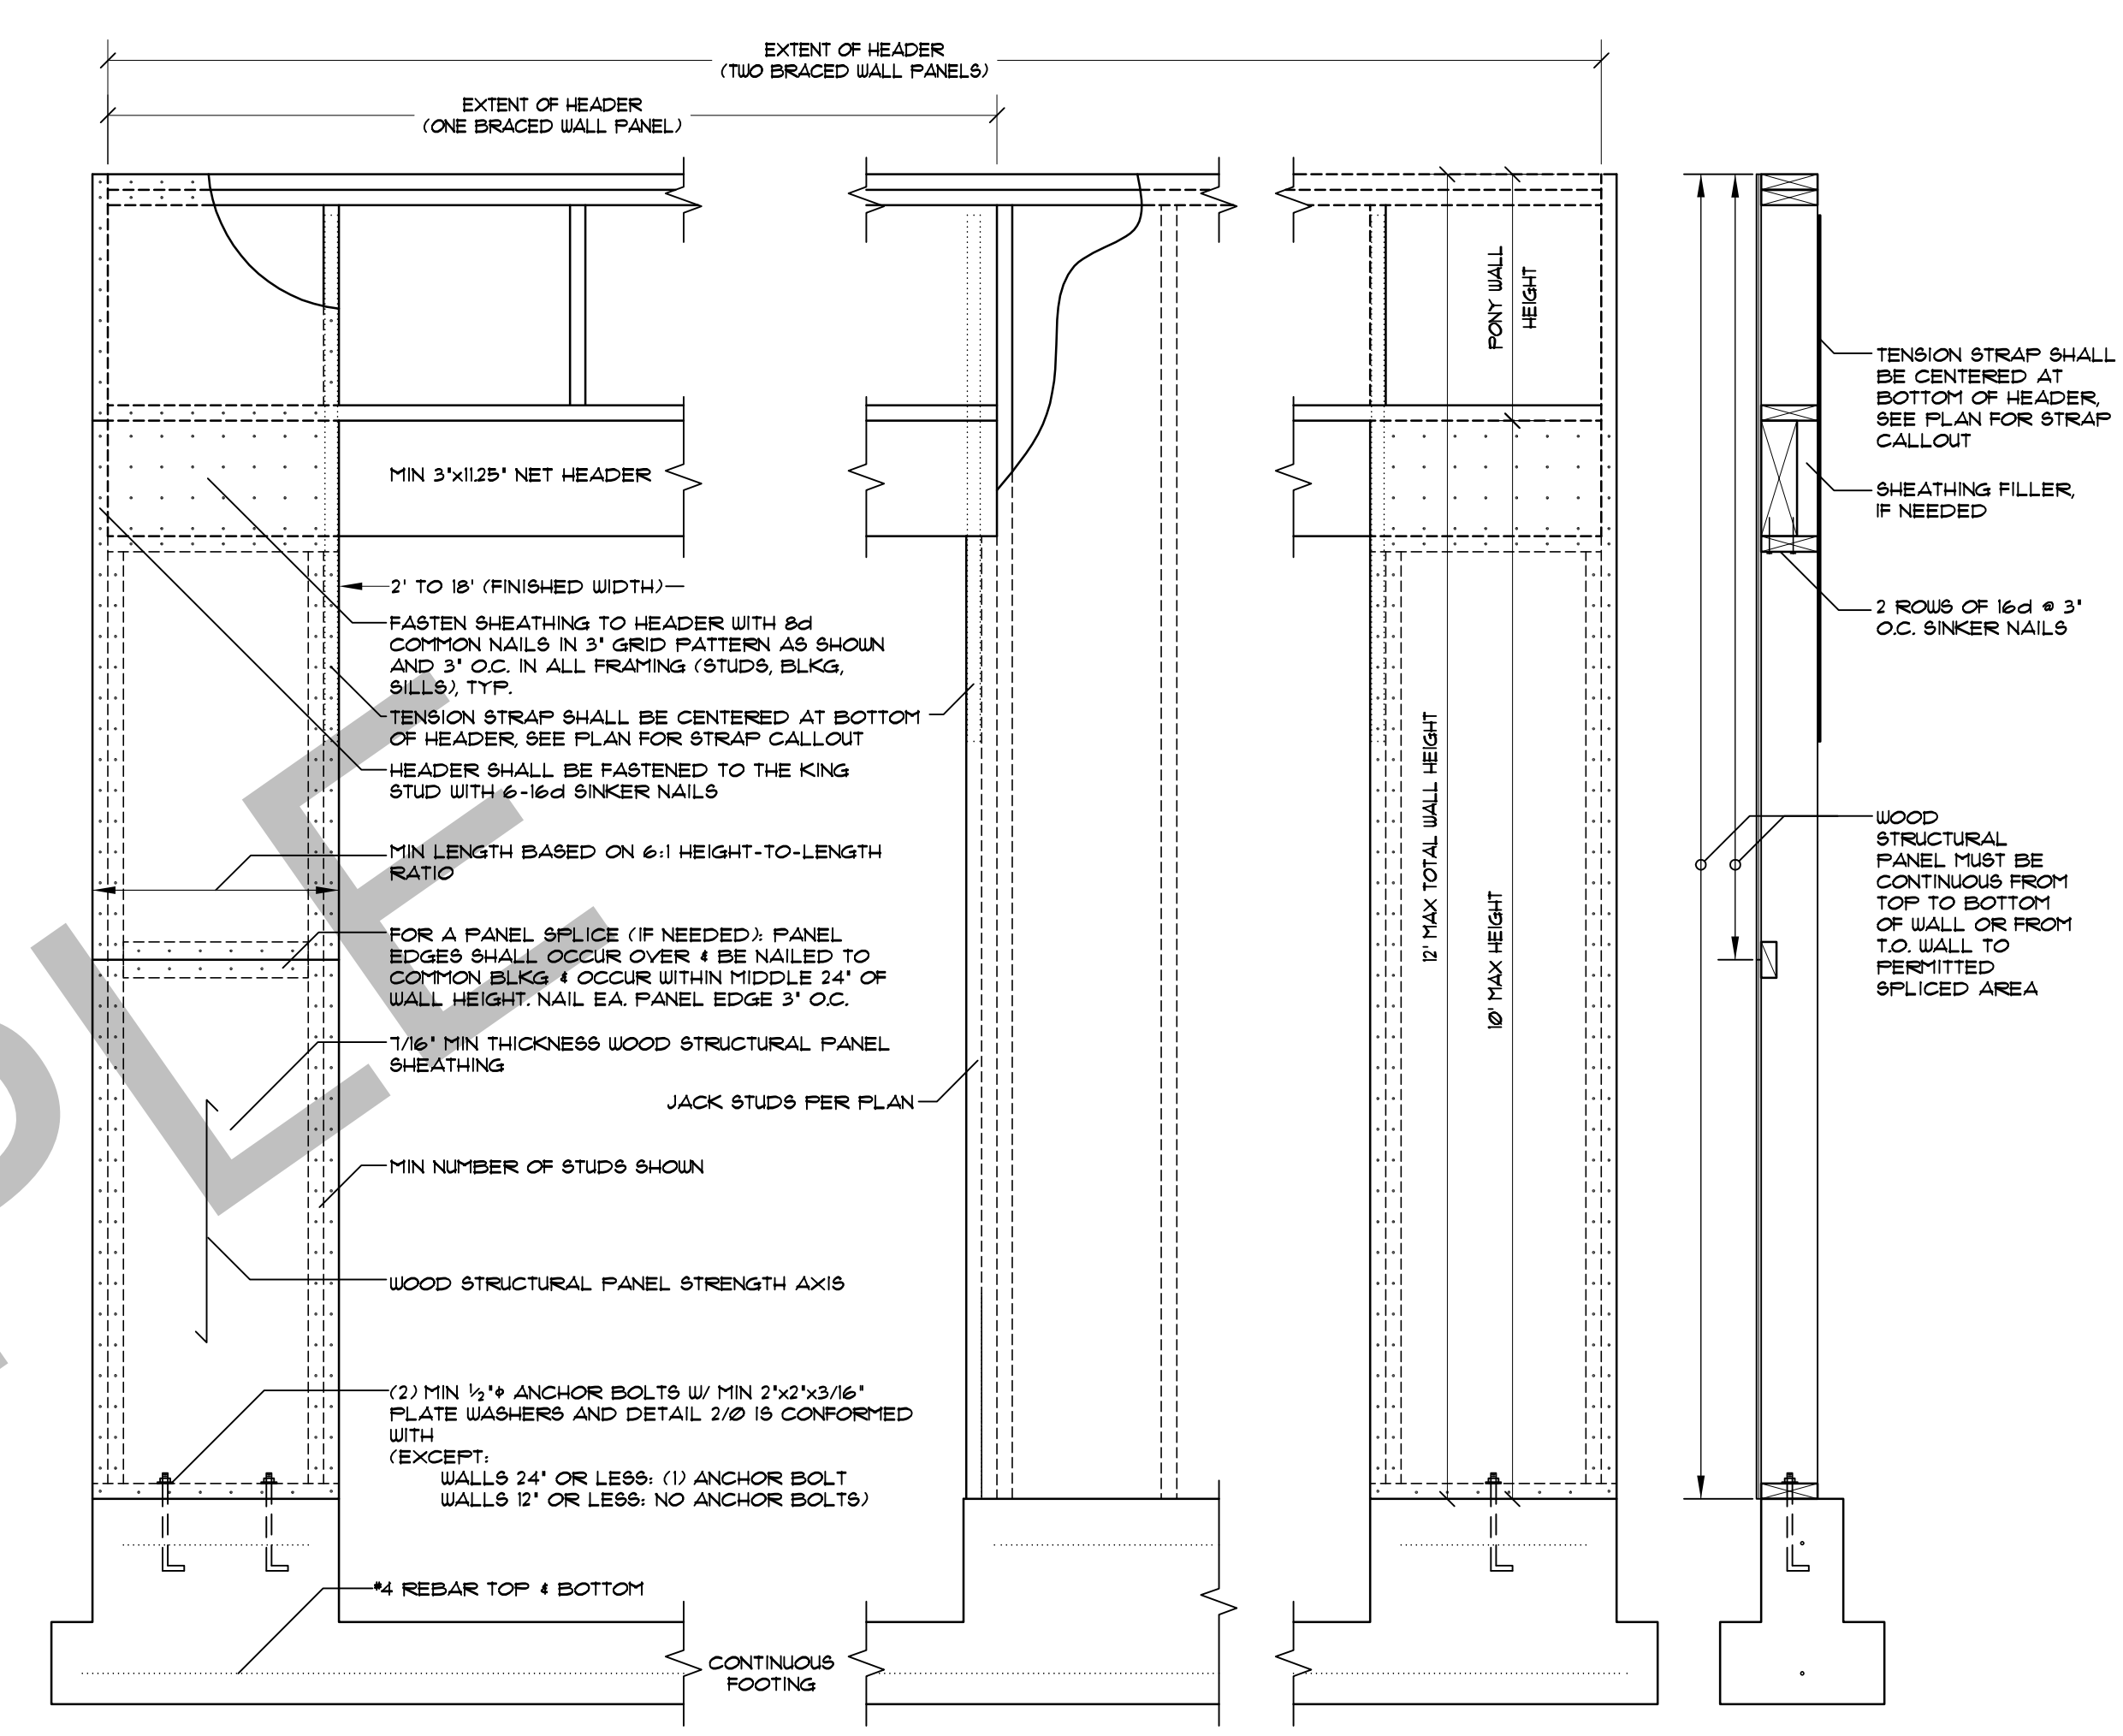 EXTENT OF HEADER
(TWO BRACED WALL PANELS)
EXTENT OF HEADER
(ONE BRACED WALL PANEL)
PONY WALL
HEIGHT
MIN 3"x11.25" NET HEADER
2' TO 18' (FINISHED WIDTH)
FASTEN SHEATHING TO HEADER WITH 8d
COMMON NAILS IN 3" GRID PATTERN AS SHOWN
AND 3" O.C. IN ALL FRAMING (STUDS, BLKG,
SILLS), TYP.
TENSION STRAP SHALL BE CENTERED AT BOTTOM
OF HEADER, SEE PLAN FOR STRAP CALLOUT
HEADER SHALL BE FASTENED TO THE KING
STUD WITH 6-16d SINKER NAILS
MIN LENGTH BASED ON 6:1 HEIGHT-TO-LENGTH
RATIO
FOR A PANEL SPLICE (IF NEEDED): PANEL
EDGES SHALL OCCUR OVER & BE NAILED TO
COMMON BLKG & OCCUR WITHIN MIDDLE 24" OF
WALL HEIGHT. NAIL EA. PANEL EDGE 3" O.C.
7/16" MIN THICKNESS WOOD STRUCTURAL PANEL
SHEATHING
JACK STUDS PER PLAN
MIN NUMBER OF STUDS SHOWN
WOOD STRUCTURAL PANEL STRENGTH AXIS
(2) MIN ½"ø ANCHOR BOLTS W/ MIN 2"x2"x3/16"
PLATE WASHERS AND DETAIL 2/0 IS CONFORMED
WITH
(EXCEPT:
WALLS 24" OR LESS: (1) ANCHOR BOLT
WALLS 12" OR LESS: NO ANCHOR BOLTS)
#4 REBAR TOP & BOTTOM
CONTINUOUS
FOOTING
12' MAX TOTAL WALL HEIGHT
10' MAX HEIGHT
TENSION STRAP SHALL
BE CENTERED AT
BOTTOM OF HEADER,
SEE PLAN FOR STRAP
CALLOUT
SHEATHING FILLER,
IF NEEDED
2 ROWS OF 16d @ 3"
O.C. SINKER NAILS
WOOD
STRUCTURAL
PANEL MUST BE
CONTINUOUS FROM
TOP TO BOTTOM
OF WALL OR FROM
T.O. WALL TO
PERMITTED
SPLICED AREA
PLE